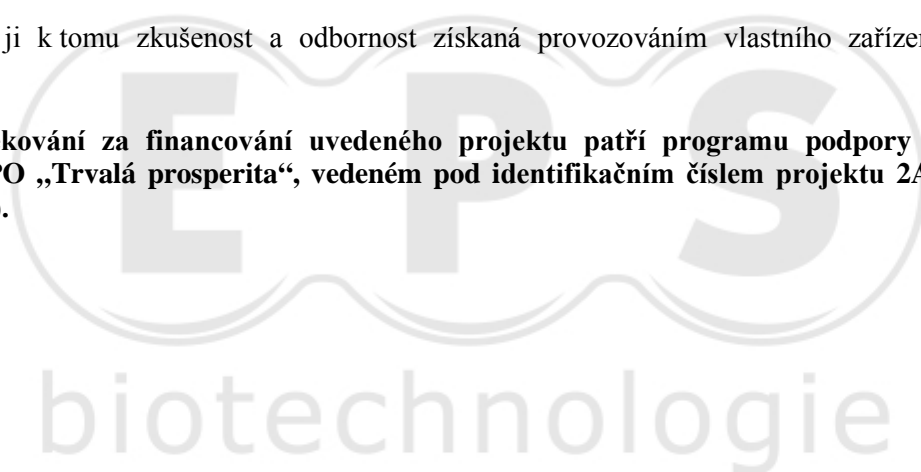 ji k tomu zkušenost a odbornost získaná provozováním vlastního zařízen
kování za financování uvedeného projektu patří programu podpory
PO „Trvalá prosperita“, vedeném pod identifikačním číslem projektu 2A
).
EPS
biotechnologie